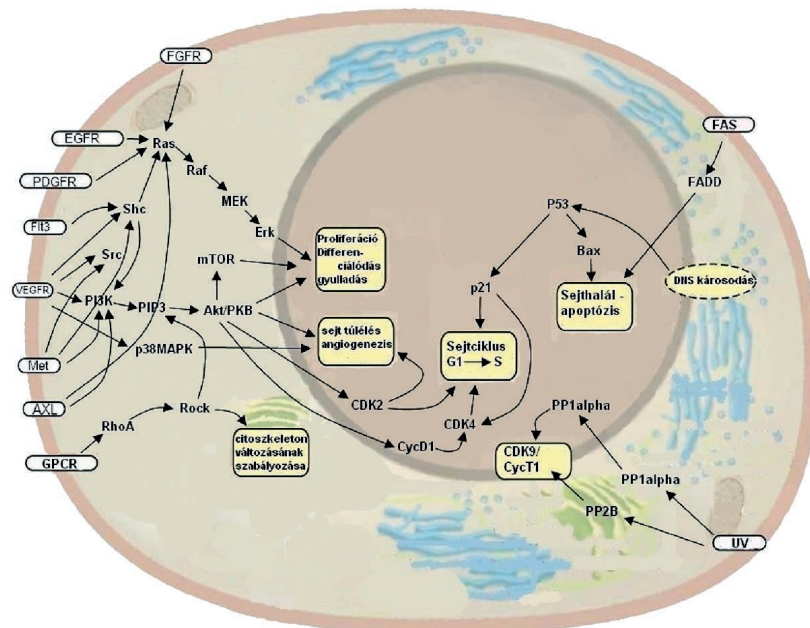 FGFR
EGFR
Ras
PDGFR
Raf
MEK
Shc
Flt3
Erk
Src
mTOR
VEGFR
PI3K
PIP3
Akt/PKB
p38MAPK
Met
AXL
Rock
RhoA
GPCR
citoszkeleton
változásának
szabályozása
Proliferáció
Differen-
ciálódás
gyulladás
sejt túlélés
angiogenezis
CDK2
CycD1
CDK4
Sejtciklus
G1 S
p21
P53
Bax
Sejthalál -
apoptózis
FAS
FADD
DNS károsodás
PP1alpha
CDK9/
CycT1
PP1alpha
PP2B
UV